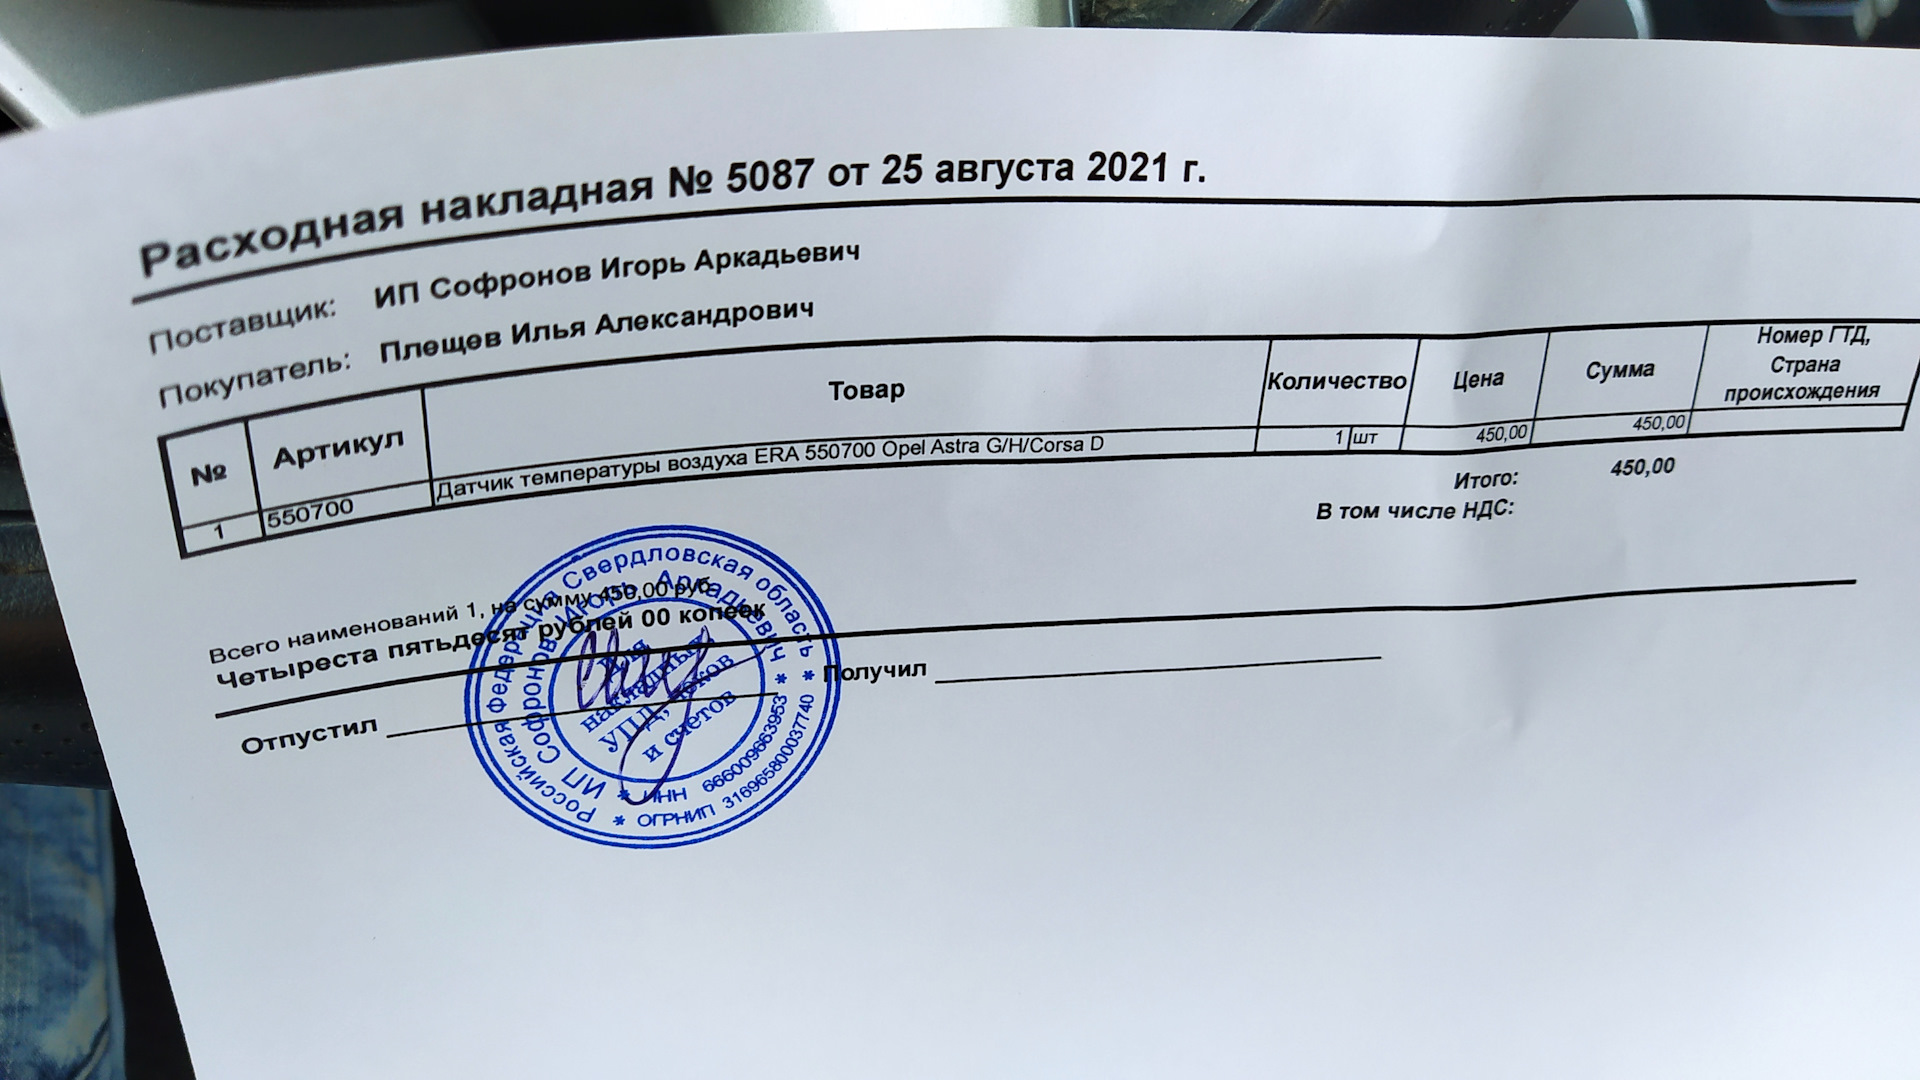 Расходная накладная № 5087 от 25 августа 2021 г.
Поставщик: ИП Софронов Игорь Аркадьевич
Покупатель: Плещев Илья Александрович
№ Артикул Товар Количество Цена Сумма Номер ГТД, Страна происхождения
1 550700 Датчик температуры воздуха ERA 550700 Opel Astra G/H/Corsa D 1 шт 450,00 450,00
Итого: 450,00
В том числе НДС:
Всего наименований 1, на сумму 450,00 руб.
Четыреста пятьдесят рублей 00 копеек
Отпустил Получил
Российская Федерация Свердловская область
ИП Софронов Игорь Аркадьевич
Для
накладных,
УПД, чеков
и счетов
ИНН 666009663953
ОГРНИП 316965800037740